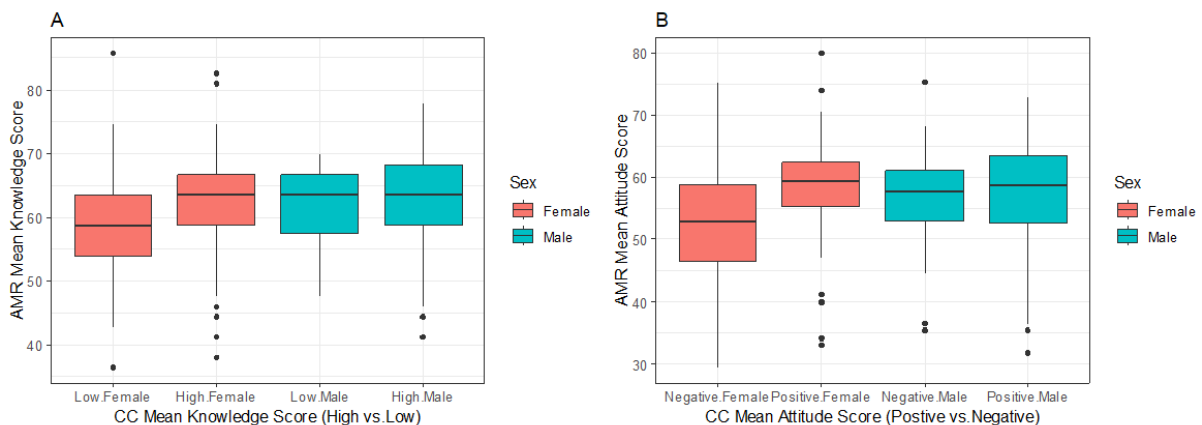 A
AMR Mean Knowledge Score
80
70
60
50
40
Low.Female High.Female Low.Male High.Male
CC Mean Knowledge Score (High vs.Low)
Sex
Female
Male
B
AMR Mean Attitude Score
80
70
60
50
40
30
Negative.Female Positive.Female Negative.Male Positive.Male
CC Mean Attitude Score (Postive vs.Negative)
Sex
Female
Male